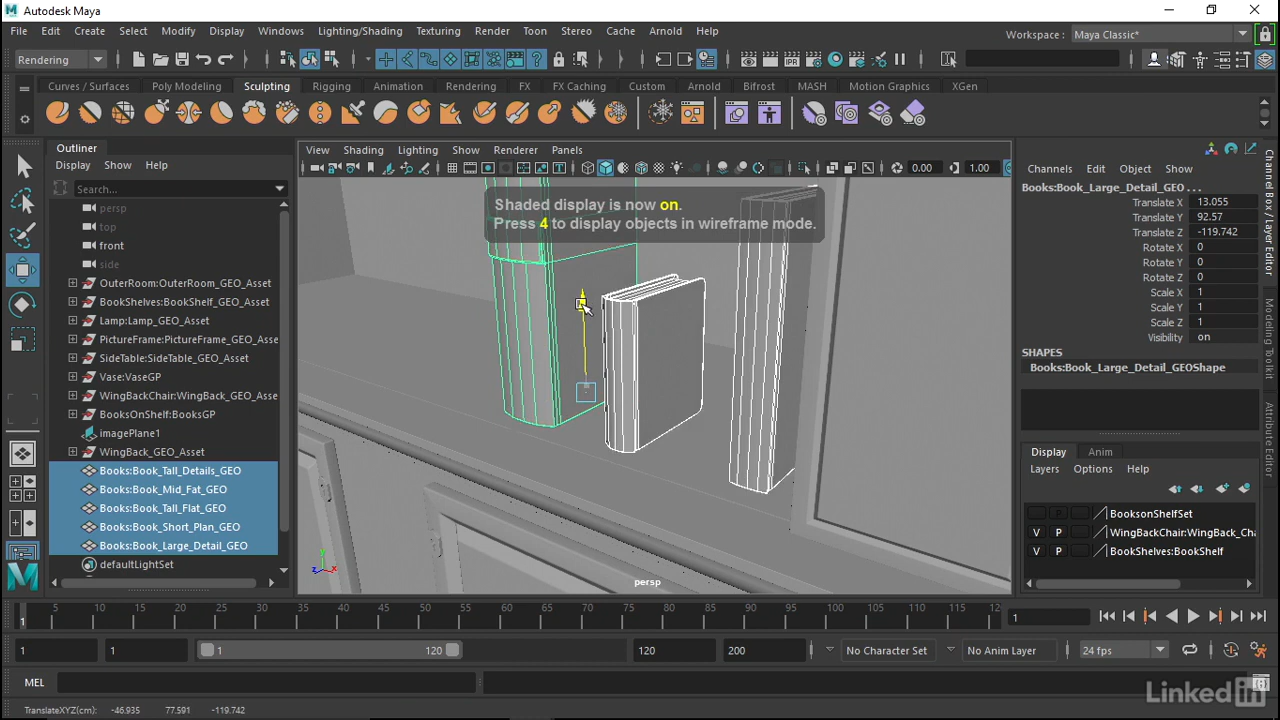 Autodesk Maya
File Edit Create Select Modify Display Windows Lighting/Shading Texturing Render Toon Stereo Cache Arnold Help
Workspace : Maya Classic*
Rendering
Curves / Surfaces Poly Modeling Sculpting Rigging Animation Rendering FX FX Caching Custom Arnold Bifrost MASH Motion Graphics XGen
IPR
Outliner
Display Show Help
Search...
persp
top
front
side
OuterRoom:OuterRoom_GEO_Asset
BookShelves:BookShelf_GEO_Asset
Lamp:Lamp_GEO_Asset
PictureFrame:PictureFrame_GEO_Asse
SideTable:SideTable_GEO_Asset
Vase:VaseGP
WingBackChair:WingBack_GEO_Asse
BooksOnShelf:BooksGP
imagePlane1
WingBack_GEO_Asset
Books:Book_Tall_Details_GEO
Books:Book_Mid_Fat_GEO
Books:Book_Tall_Flat_GEO
Books:Book_Short_Plan_GEO
Books:Book_Large_Detail_GEO
defaultLightSet
View Shading Lighting Show Renderer Panels
0.00 1.00
Shaded display is now on.
Press 4 to display objects in wireframe mode.
y
z x
persp
Channels Edit Object Show
Books:Book_Large_Detail_GEO . . .
Translate X 13.055
Translate Y 92.57
Translate Z -119.742
Rotate X 0
Rotate Y 0
Rotate Z 0
Scale X 1
Scale Y 1
Scale Z 1
Visibility on
SHAPES
Books:Book_Large_Detail_GEOShape
Display Anim
Layers Options Help
BooksonShelfSet
V P WingBackChair:WingBack_Cha
V P BookShelves:BookShelf
Channel Box / Layer Editor
Modeling Toolkit
Attribute Editor
1 5 10 15 20 25 30 35 40 45 50 55 60 65 70 75 80 85 90 95 100 105 110 115 12
1
1 1 1 120 120 200 No Character Set No Anim Layer 24 fps
MEL
TranslateXYZ(cm): -46.935 77.591 -119.742
LinkedIn